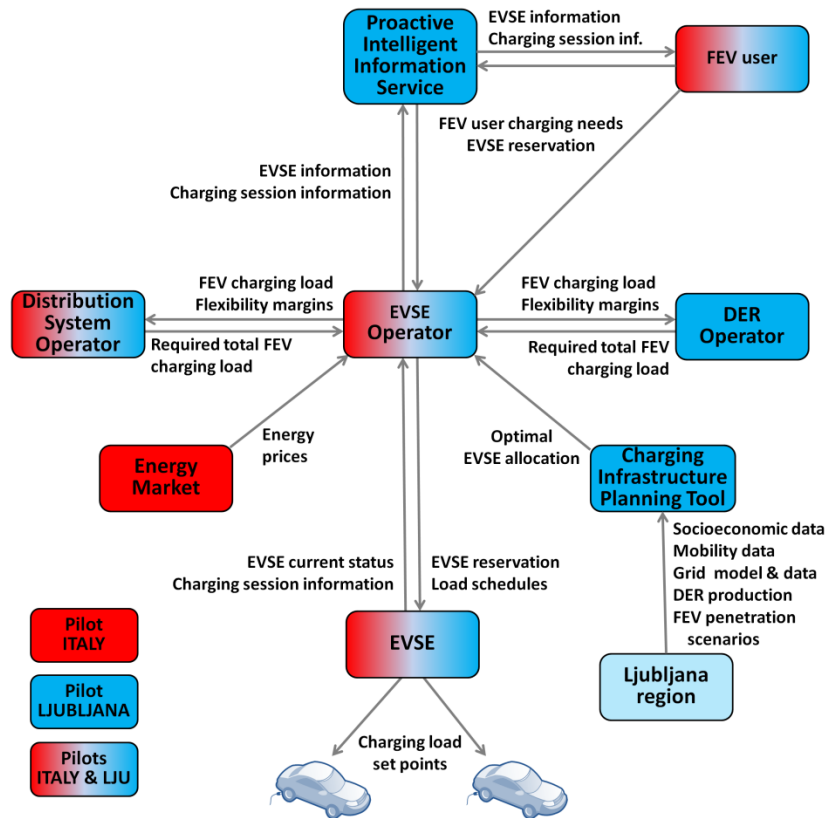 Proactive
Intelligent
Information
Service
EVSE information
Charging session inf.
FEV user
FEV user charging needs
EVSE reservation
EVSE information
Charging session information
Distribution
System
Operator
FEV charging load
Flexibility margins
Required total FEV
charging load
EVSE
Operator
FEV charging load
Flexibility margins
Required total FEV
charging load
DER
Operator
Energy
Market
Energy
prices
Optimal
EVSE allocation
Charging
Infrastructure
Planning Tool
EVSE current status
Charging session information
EVSE reservation
Load schedules
Socioeconomic data
Mobility data
Grid model & data
DER production
FEV penetration
scenarios
Pilot
ITALY
EVSE
Ljubljana
region
Pilot
LJUBLJANA
Pilots
ITALY & LJU
Charging load
set points